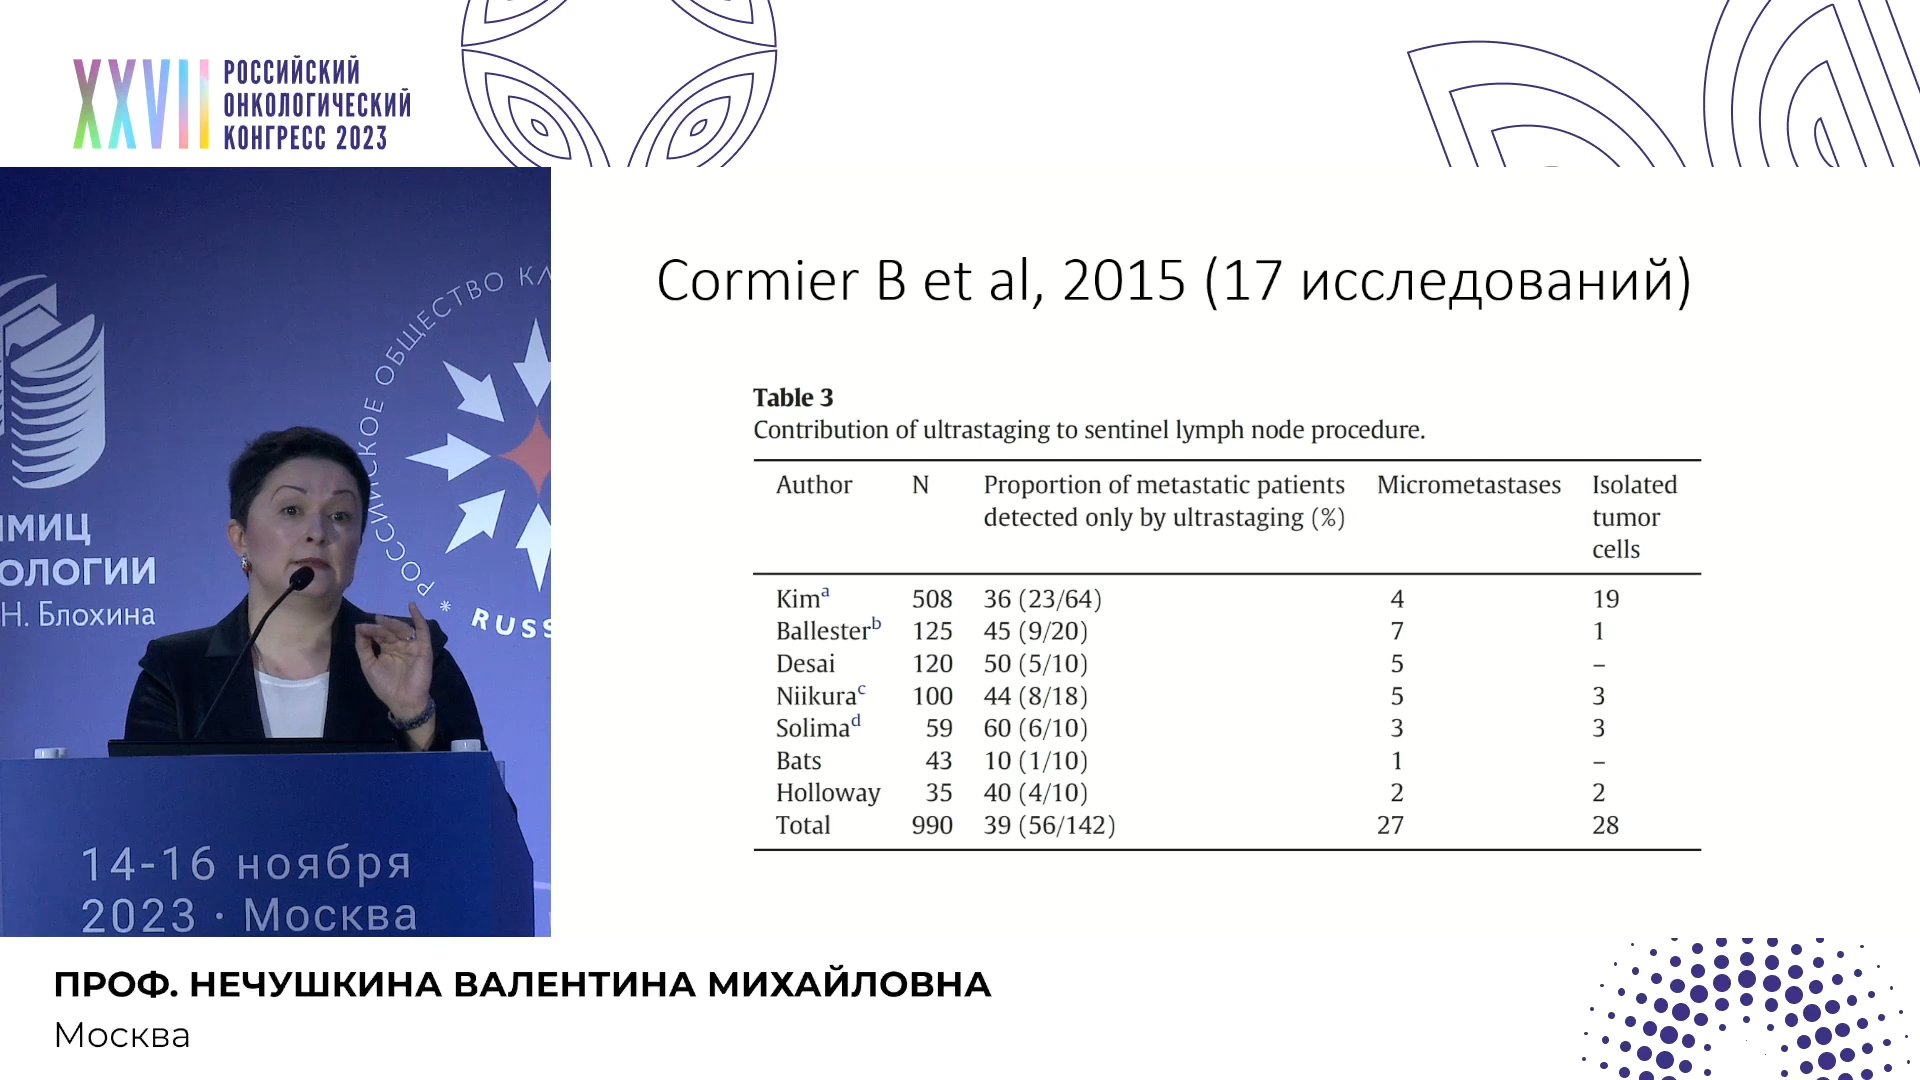 XXVII
РОССИЙСКИЙ
ОНКОЛОГИЧЕСКИЙ
КОНГРЕСС 2023
РОССИЙСКОЕ ОБЩЕСТВО
RUSS
ОЛОГИИ
Н. Блохина
14-16 ноября
2023 · Москва
Cormier B et al, 2015 (17 исследований)
Table 3
Contribution of ultrastaging to sentinel lymph node procedure.
Author N Proportion of metastatic patients detected only by ultrastaging (%) Micrometastases Isolated tumor cells
Kimᵃ 508 36 (23/64) 4 19
Ballesterᵇ 125 45 (9/20) 7 1
Desai 120 50 (5/10) 5 –
Niikuraᶜ 100 44 (8/18) 5 3
Solimaᵈ 59 60 (6/10) 3 3
Bats 43 10 (1/10) 1 –
Holloway 35 40 (4/10) 2 2
Total 990 39 (56/142) 27 28
ПРОФ. НЕЧУШКИНА ВАЛЕНТИНА МИХАЙЛОВНА
Москва